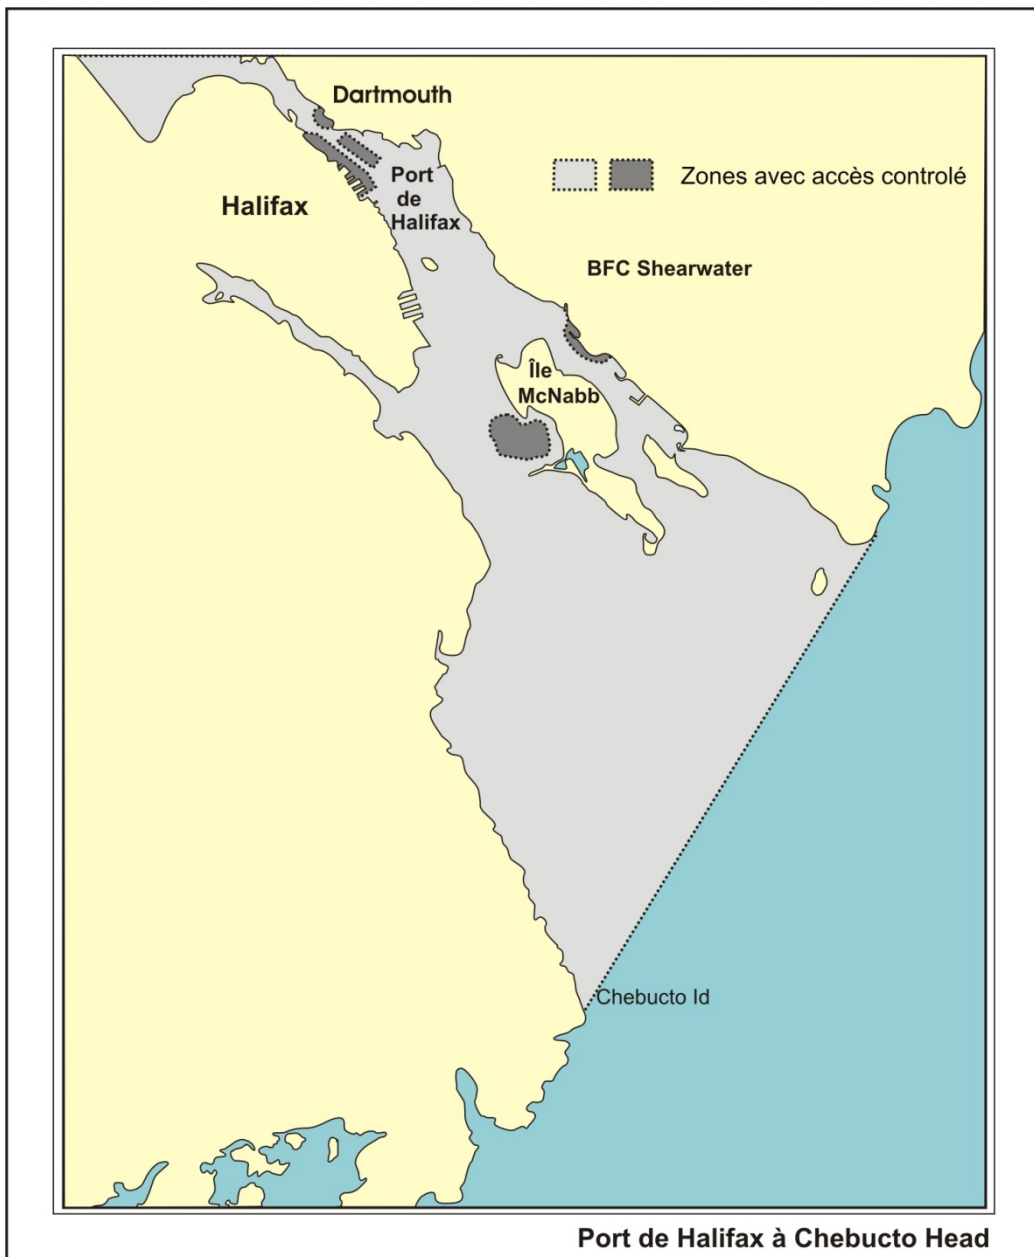 Dartmouth
Port
de
Halifax
Halifax
Zones avec accès controlé
BFC Shearwater
Île
McNabb
Chebucto Id
Port de Halifax à Chebucto Head